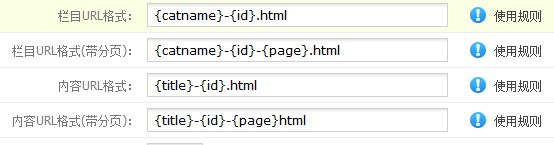 栏目URL格式： {catname}-{id}.html 使用规则
栏目URL格式(带分页)： {catname}-{id}-{page}.html 使用规则
内容URL格式： {title}-{id}.html 使用规则
内容URL格式(带分页)： {title}-{id}-{page}html 使用规则